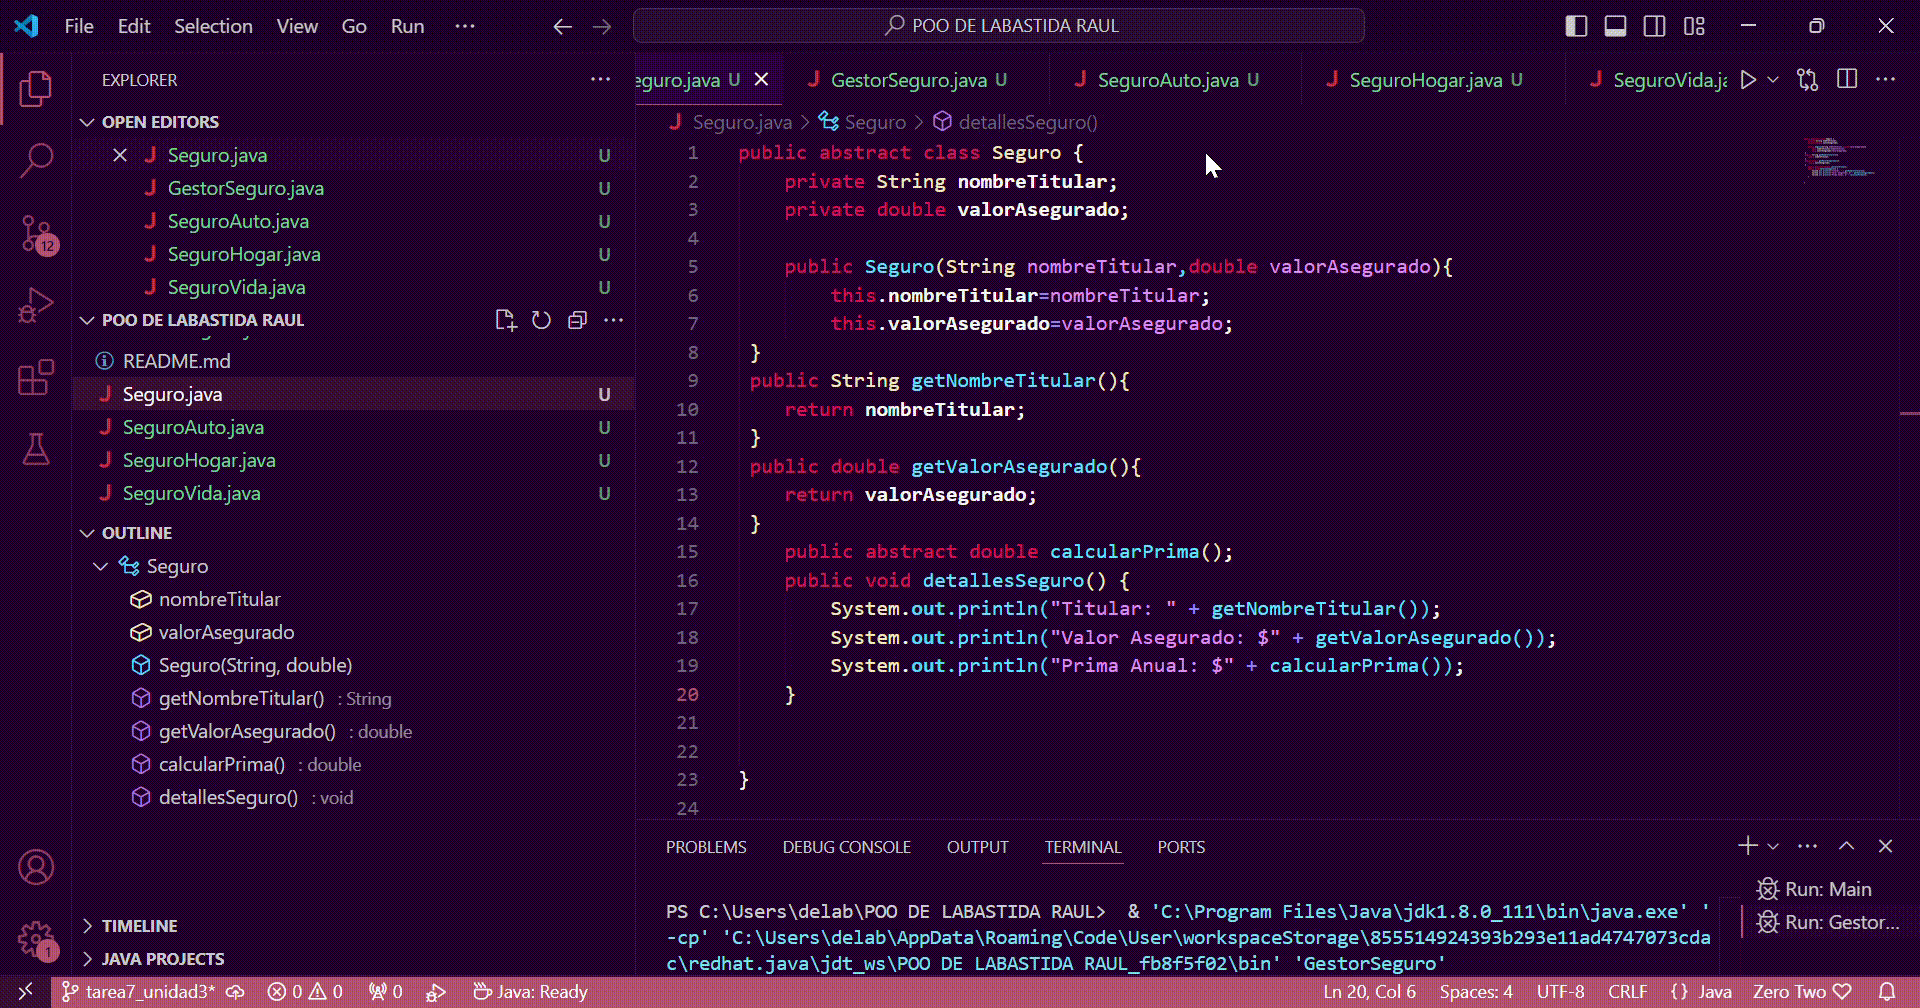 File Edit Selection View Go Run ··· POO DE LABASTIDA RAUL
EXPLORER ···
OPEN EDITORS
Seguro.java U
GestorSeguro.java U
SeguroAuto.java U
SeguroHogar.java U
SeguroVida.java U
POO DE LABASTIDA RAUL ···
README.md
Seguro.java U
SeguroAuto.java U
SeguroHogar.java U
SeguroVida.java U
OUTLINE
Seguro
nombreTitular
valorAsegurado
Seguro(String, double)
getNombreTitular() : String
getValorAsegurado() : double
calcularPrima() : double
detallesSeguro() : void
TIMELINE
JAVA PROJECTS
12
1
eguro.java U GestorSeguro.java U SeguroAuto.java U SeguroHogar.java U SeguroVida.ja
Seguro.java > Seguro > detallesSeguro()
1 public abstract class Seguro {
2 private String nombreTitular;
3 private double valorAsegurado;
4
5 public Seguro(String nombreTitular,double valorAsegurado){
6 this.nombreTitular=nombreTitular;
7 this.valorAsegurado=valorAsegurado;
8 }
9 public String getNombreTitular(){
10 return nombreTitular;
11 }
12 public double getValorAsegurado(){
13 return valorAsegurado;
14 }
15 public abstract double calcularPrima();
16 public void detallesSeguro() {
17 System.out.println("Titular: " + getNombreTitular());
18 System.out.println("Valor Asegurado: $" + getValorAsegurado());
19 System.out.println("Prima Anual: $" + calcularPrima());
20 }
21
22
23 }
24
PROBLEMS DEBUG CONSOLE OUTPUT TERMINAL PORTS
PS C:\Users\delab\POO DE LABASTIDA RAUL> & 'C:\Program Files\Java\jdk1.8.0_111\bin\java.exe' '
-cp' 'C:\Users\delab\AppData\Roaming\Code\User\workspaceStorage\855514924393b293e11ad4747073cda
c\redhat.java\jdt_ws\POO DE LABASTIDA RAUL_fb8f5f02\bin' 'GestorSeguro'
Run: Main
Run: Gestor...
tarea7_unidad3* 0 0 0 Java: Ready Ln 20, Col 6 Spaces: 4 UTF-8 CRLF {} Java Zero Two